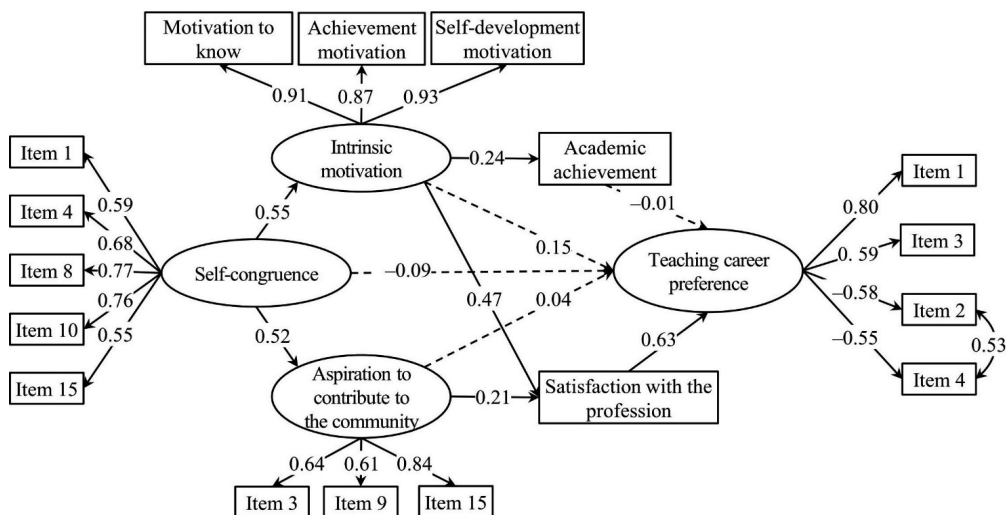 Motivation to
know
Achievement
motivation
Self-development
motivation
0.91
0.87
0.93
Item 1
Item 4
Item 8
Item 10
Item 15
0.59
0.68
0.77
0.76
0.55
Intrinsic
motivation
0.24
Academic
achievement
–0.01
0.55
0.15
Self-congruence
–0.09
0.47
0.04
Teaching career
preference
0.52
0.63
Aspiration to
contribute to
the community
0.21
Satisfaction with the
profession
0.64
0.61
0.84
Item 3
Item 9
Item 15
0.80
0.59
–0.58
–0.55
Item 1
Item 3
Item 2
Item 4
0.53